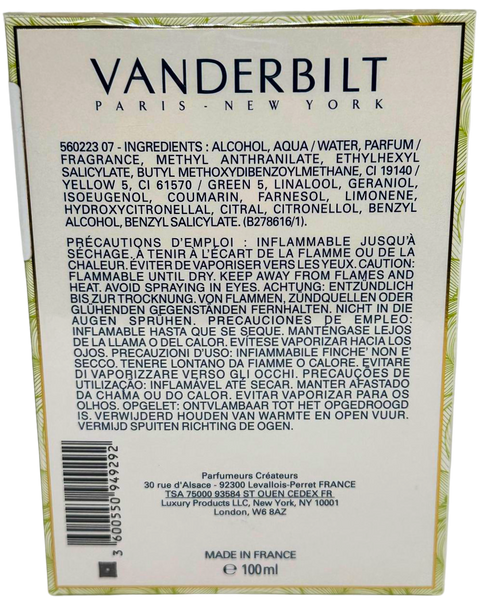 VANDERBILT
PARIS - NEW YORK
560223 07 - INGREDIENTS : ALCOHOL, AQUA / WATER, PARFUM /
FRAGRANCE, METHYL ANTHRANILATE, ETHYLHEXYL
SALICYLATE, BUTYL METHOXYDIBENZOYLMETHANE, CI 19140 /
YELLOW 5, CI 61570 / GREEN 5, LINALOOL, GERANIOL,
ISOEUGENOL, COUMARIN, FARNESOL, LIMONENE,
HYDROXYCITRONELLAL, CITRAL, CITRONELLOL, BENZYL
ALCOHOL, BENZYL SALICYLATE. (B278616/1).
PRÉCAUTIONS D'EMPLOI : INFLAMMABLE JUSQU'À
SÉCHAGE, À TENIR À L'ÉCART DE LA FLAMME OU DE LA
CHALEUR. ÉVITER DE VAPORISER VERS LES YEUX. CAUTION:
FLAMMABLE UNTIL DRY. KEEP AWAY FROM FLAMES AND
HEAT. AVOID SPRAYING IN EYES. ACHTUNG: ENTZÜNDLICH
BIS ZUR TROCKNUNG. VON FLAMMEN, ZÜNDQUELLEN ODER
GLÜHENDEN GEGENSTÄNDEN FERNHALTEN. NICHT IN DIE
AUGEN SPRÜHEN. PRECAUCIONES DE EMPLEO:
INFLAMABLE HASTA QUE SE SEQUE. MANTÉNGASE LEJOS
DE LA LLAMA O DEL CALOR. EVÍTESE VAPORIZAR HACIA LOS
OJOS. PRECAUZIONI D'USO: INFIAMMABILE FINCHE' NON E'
SECCO. TENERE LONTANO DA FIAMME O CALORE. EVITARE
DI VAPORIZZARE VERSO GLI OCCHI. PRECAUÇÕES DE
UTILIZAÇÃO: INFLAMÁVEL ATÉ SECAR. MANTER AFASTADO
DA CHAMA OU DO CALOR. EVITAR VAPORIZAR PARA OS
OLHOS. OPGELET: ONTVLAMBAAR TOT HET OPGEDROOGD
IS. VERWIJDERD HOUDEN VAN WARMTE EN OPEN VUUR.
VERMIJD SPUITEN RICHTING DE OGEN.
3 600550 949292
Parfumeurs Créateurs
30 rue d'Alsace - 92300 Levallois-Perret FRANCE
TSA 75000 93584 ST OUEN CEDEX FR
Luxury Products LLC, New York, NY 10001
London, W6 8AZ
MADE IN FRANCE
℮ 100ml